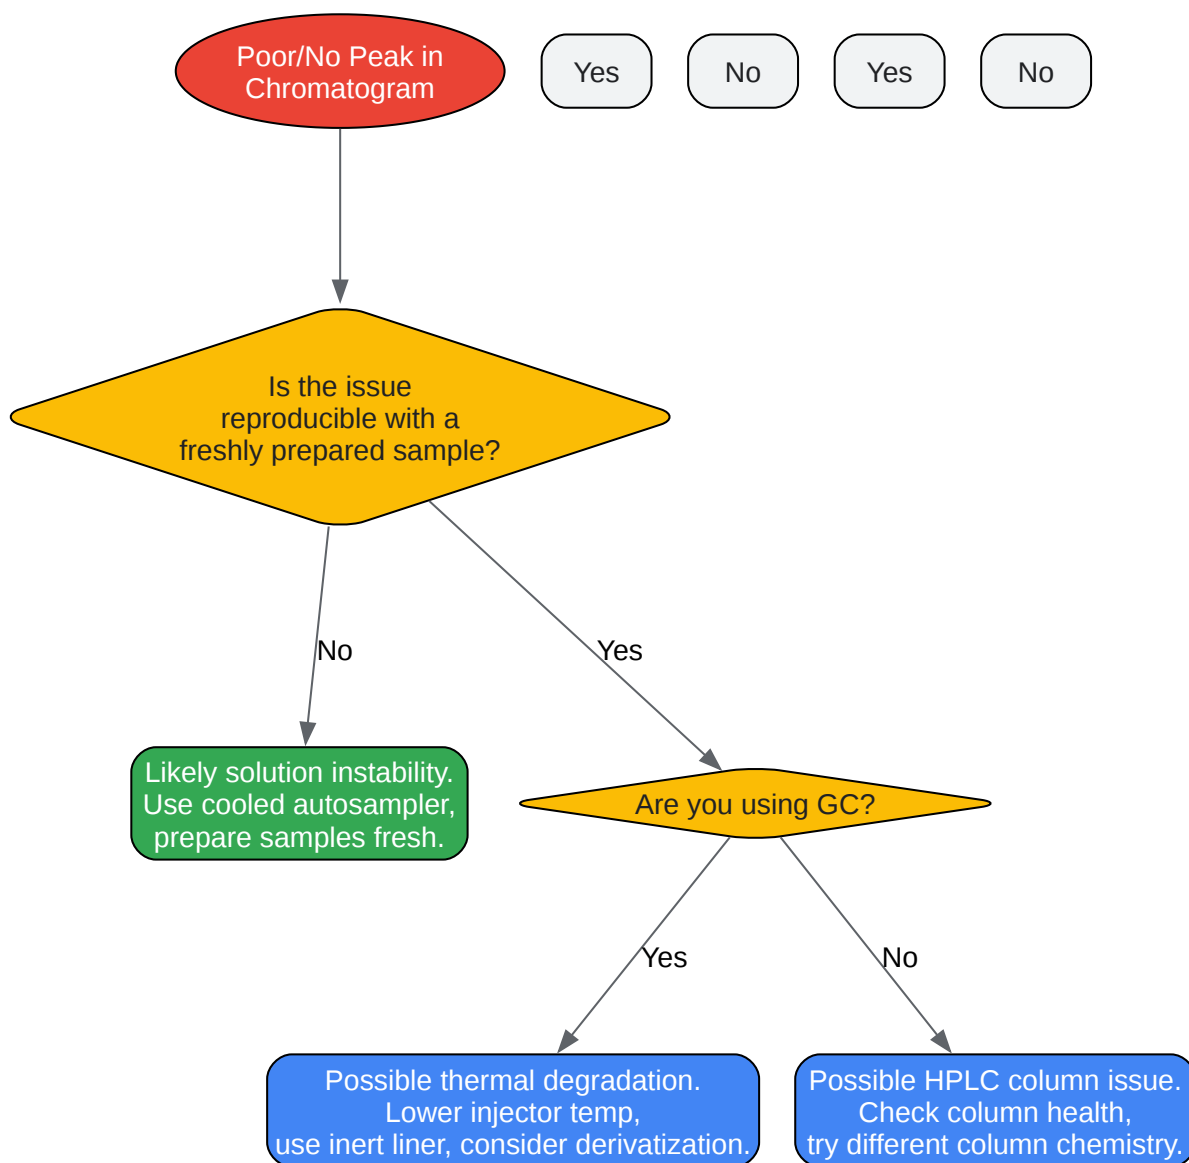 Poor/No Peak in
Chromatogram
Yes
No
Yes
No
Is the issue
reproducible with a
freshly prepared sample?
No
Yes
Likely solution instability.
Use cooled autosampler,
prepare samples fresh.
Are you using GC?
Yes
No
Possible thermal degradation.
Lower injector temp,
use inert liner, consider derivatization.
Possible HPLC column issue.
Check column health,
try different column chemistry.